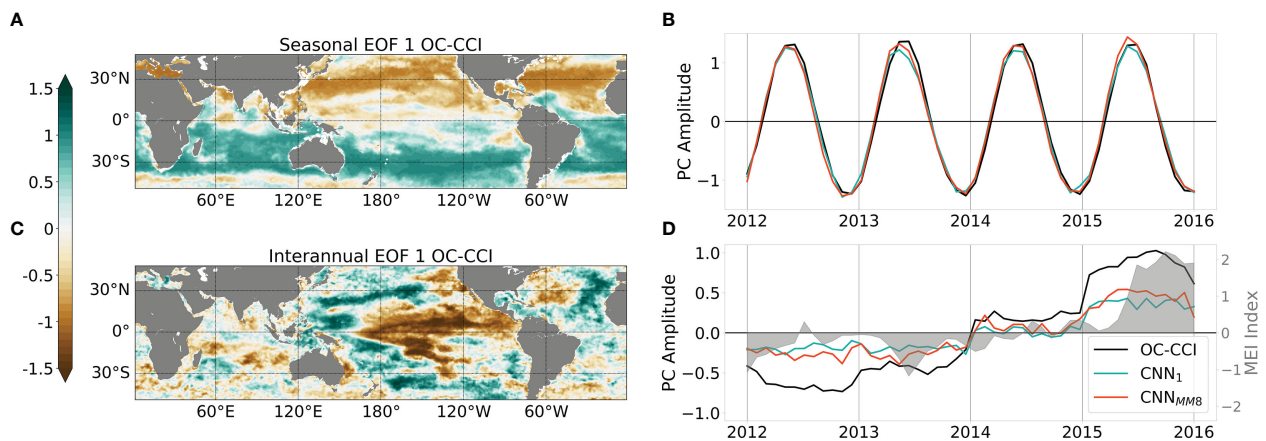 A
Seasonal EOF 1 OC-CCI
1.5
1
0.5
0
-0.5
-1
-1.5
30°N
0°
30°S
60°E 120°E 180° 120°W 60°W
B
PC Amplitude
1
0
−1
2012 2013 2014 2015 2016
C
Interannual EOF 1 OC-CCI
30°N
0°
30°S
60°E 120°E 180° 120°W 60°W
D
PC Amplitude
1.0
0.5
0.0
−0.5
−1.0
2012 2013 2014 2015 2016
2
1
0
−1
−2
MEI Index
OC-CCI
CNN₁
CNN_MM8